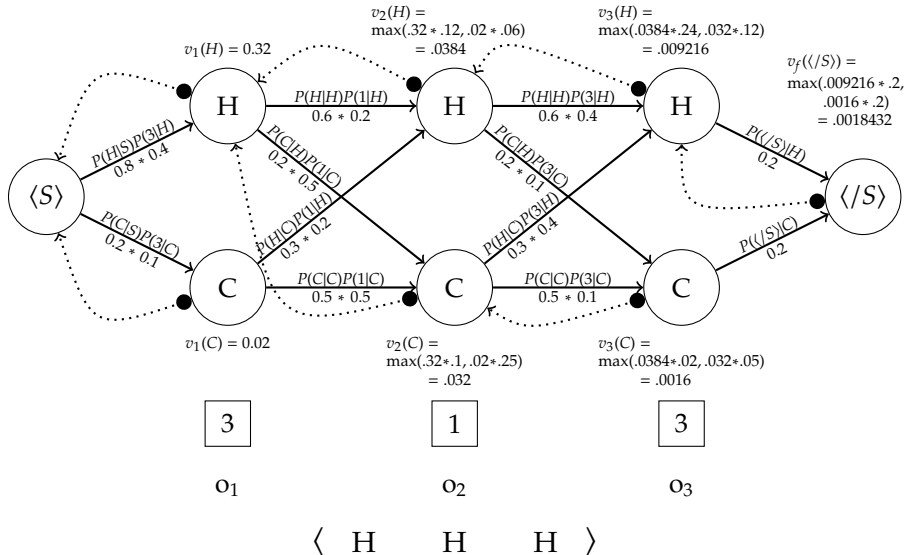 v₂(H) =
max(.32∗.12, .02∗.06)
= .0384
v₃(H) =
max(.0384∗.24, .032∗.12)
= .009216
v₁(H) = 0.32
v_f(⟨/S⟩) =
max(.009216∗.2,
.0016∗.2)
= .0018432
H
P(H|H)P(1|H)
0.6 ∗ 0.2
H
P(H|H)P(3|H)
0.6 ∗ 0.4
H
P(H|S)P(3|H)
0.8 ∗ 0.4
P(C|H)P(1|C)
0.2 ∗ 0.5
P(C|H)P(3|C)
0.2 ∗ 0.1
P(⟨/S⟩|H)
0.2
⟨S⟩
⟨/S⟩
P(C|S)P(3|C)
0.2 ∗ 0.1
P(H|C)P(1|H)
0.3 ∗ 0.2
P(H|C)P(3|H)
0.3 ∗ 0.4
P(⟨/S⟩|C)
0.2
C
P(C|C)P(1|C)
0.5 ∗ 0.5
C
P(C|C)P(3|C)
0.5 ∗ 0.1
C
v₁(C) = 0.02
v₂(C) =
max(.32∗.1, .02∗.25)
= .032
v₃(C) =
max(.0384∗.02, .032∗.05)
= .0016
3 1 3
o₁ o₂ o₃
⟨ H H H ⟩